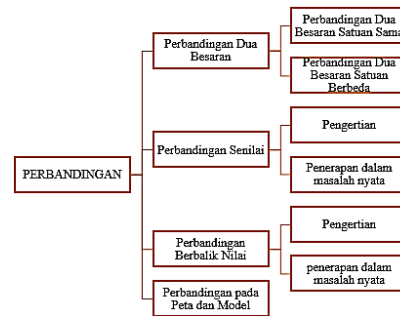 PERBANDINGAN
Perbandingan Dua
Besaran
Perbandingan Dua
Besaran Satuan Sama
Perbandingan Dua
Besaran Satuan
Berbeda
Perbandingan Senilai
Pengertian
Penerapan dalam
masalah nyata
Perbandingan
Berbalik Nilai
Pengertian
penerapan dalam
masalah nyata
Perbandingan pada
Peta dan Model